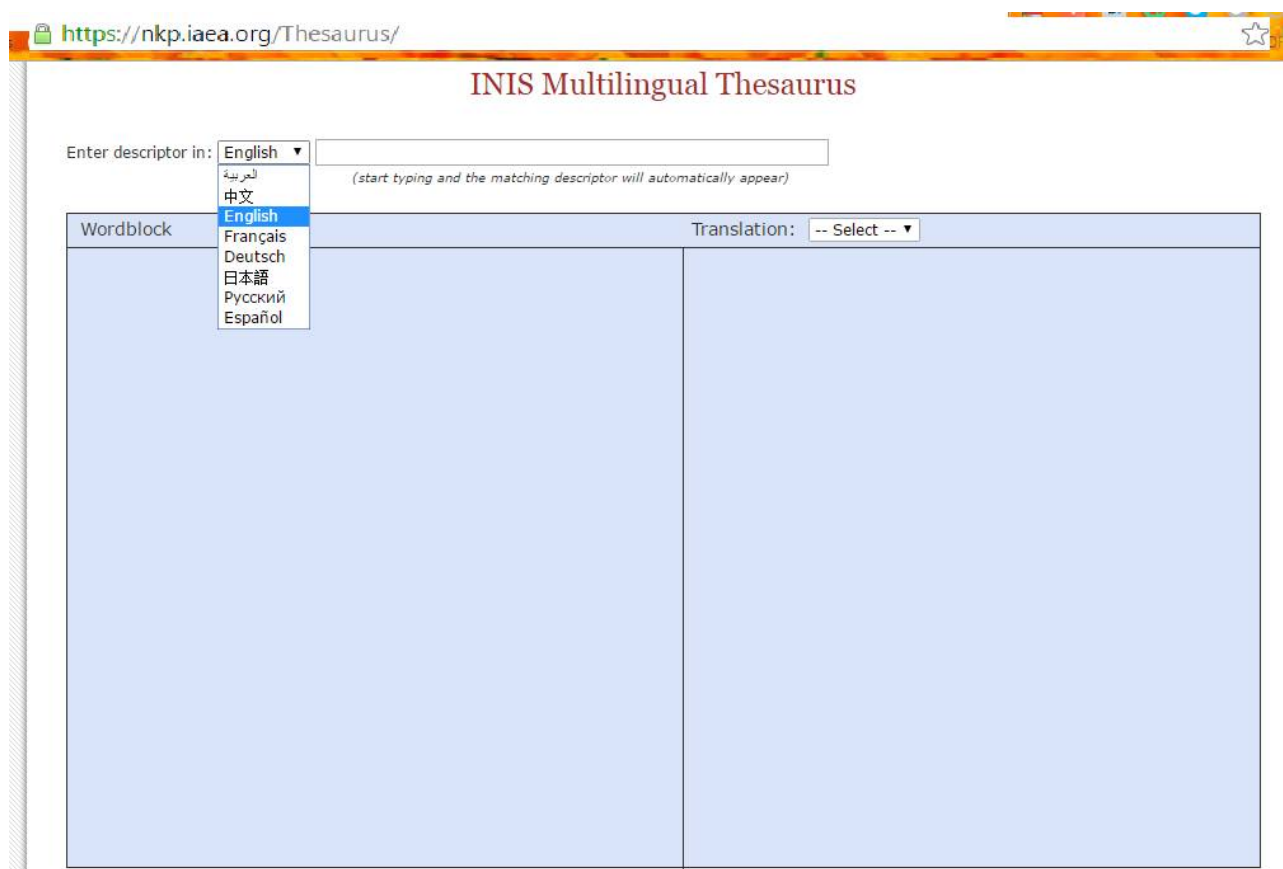 https://nkp.iaea.org/Thesaurus/
INIS Multilingual Thesaurus
Enter descriptor in: English
(start typing and the matching descriptor will automatically appear)
العربية
中文
English
Français
Deutsch
日本語
Русский
Español
Wordblock
Translation: -- Select --